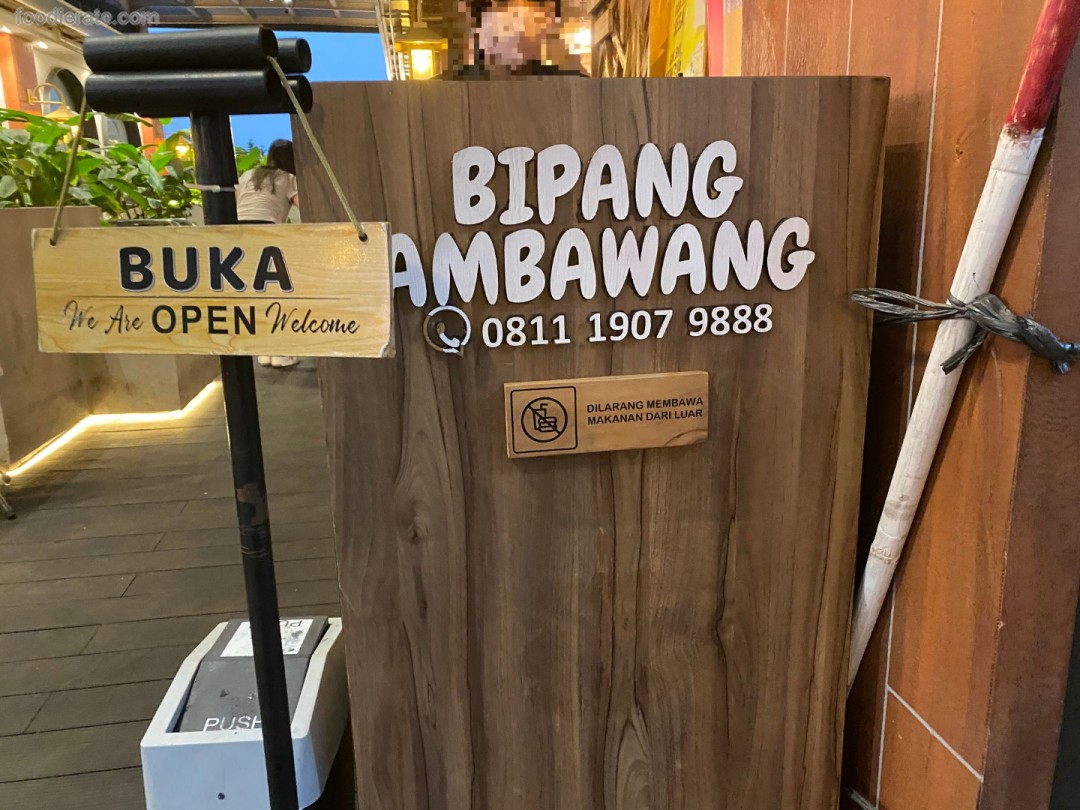 foodierate.com
BUKA
We Are OPEN Welcome
BIPANG
AMBAWANG
0811 1907 9888
DILARANG MEMBAWA
MAKANAN DARI LUAR
PUSH